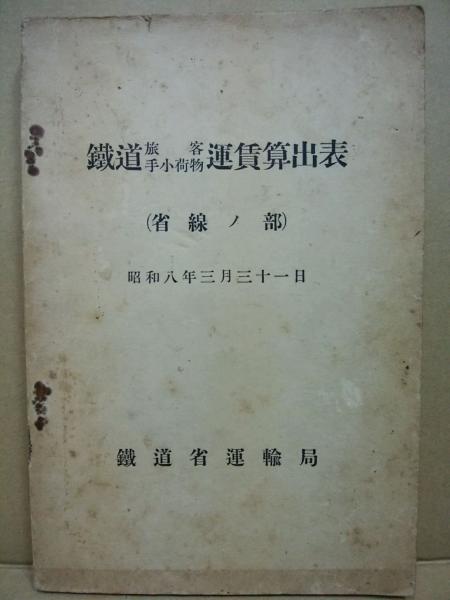 鐵道旅客手小荷物運賃算出表
(省線ノ部)
昭和八年三月三十一日
鐵道省運輸局